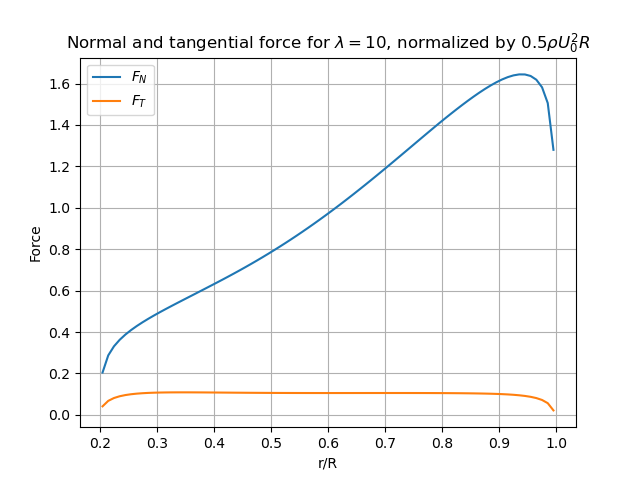 Normal and tangential force for λ = 10, normalized by 0.5ρU₀²R
F_N
F_T
Force
1.6
1.4
1.2
1.0
0.8
0.6
0.4
0.2
0.0
0.2 0.3 0.4 0.5 0.6 0.7 0.8 0.9 1.0
r/R